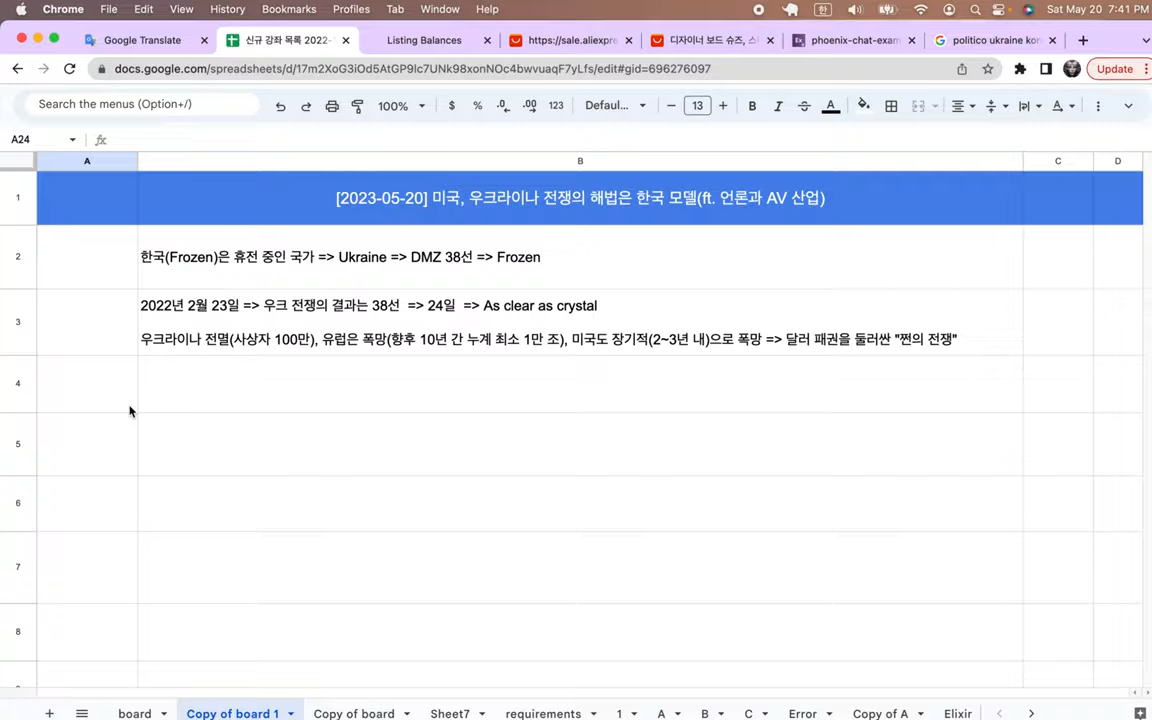 Chrome File Edit View History Bookmarks Profiles Tab Window Help 한 Sat May 20 7:41 PM
Google Translate 신규 강좌 목록 2022- Listing Balances https://sale.aliexpre 디자이너 보드 슈즈, 스 phoenix-chat-exam politico ukraine kor
docs.google.com/spreadsheets/d/17m2XoG3iOd5AtGP9lc7UNk98xonNOc4bwvuaqF7yLfs/edit#gid=696276097 Update
Search the menus (Option+/) 100% $ % .0 .00 123 Defaul... 13 B I S A
A24 fx
A B C D
1 [2023-05-20] 미국, 우크라이나 전쟁의 해법은 한국 모델(ft. 언론과 AV 산업)
2 한국(Frozen)은 휴전 중인 국가 => Ukraine => DMZ 38선 => Frozen
2022년 2월 23일 => 우크 전쟁의 결과는 38선 => 24일 => As clear as crystal
3
우크라이나 전멸(사상자 100만), 유럽은 폭망(향후 10년 간 누계 최소 1만 조), 미국도 장기적(2~3년 내)으로 폭망 => 달러 패권을 둘러싼 "쩐의 전쟁"
4
5
6
7
8
board Copy of board 1 Copy of board Sheet7 requirements 1 A B C Error Copy of A Elixir